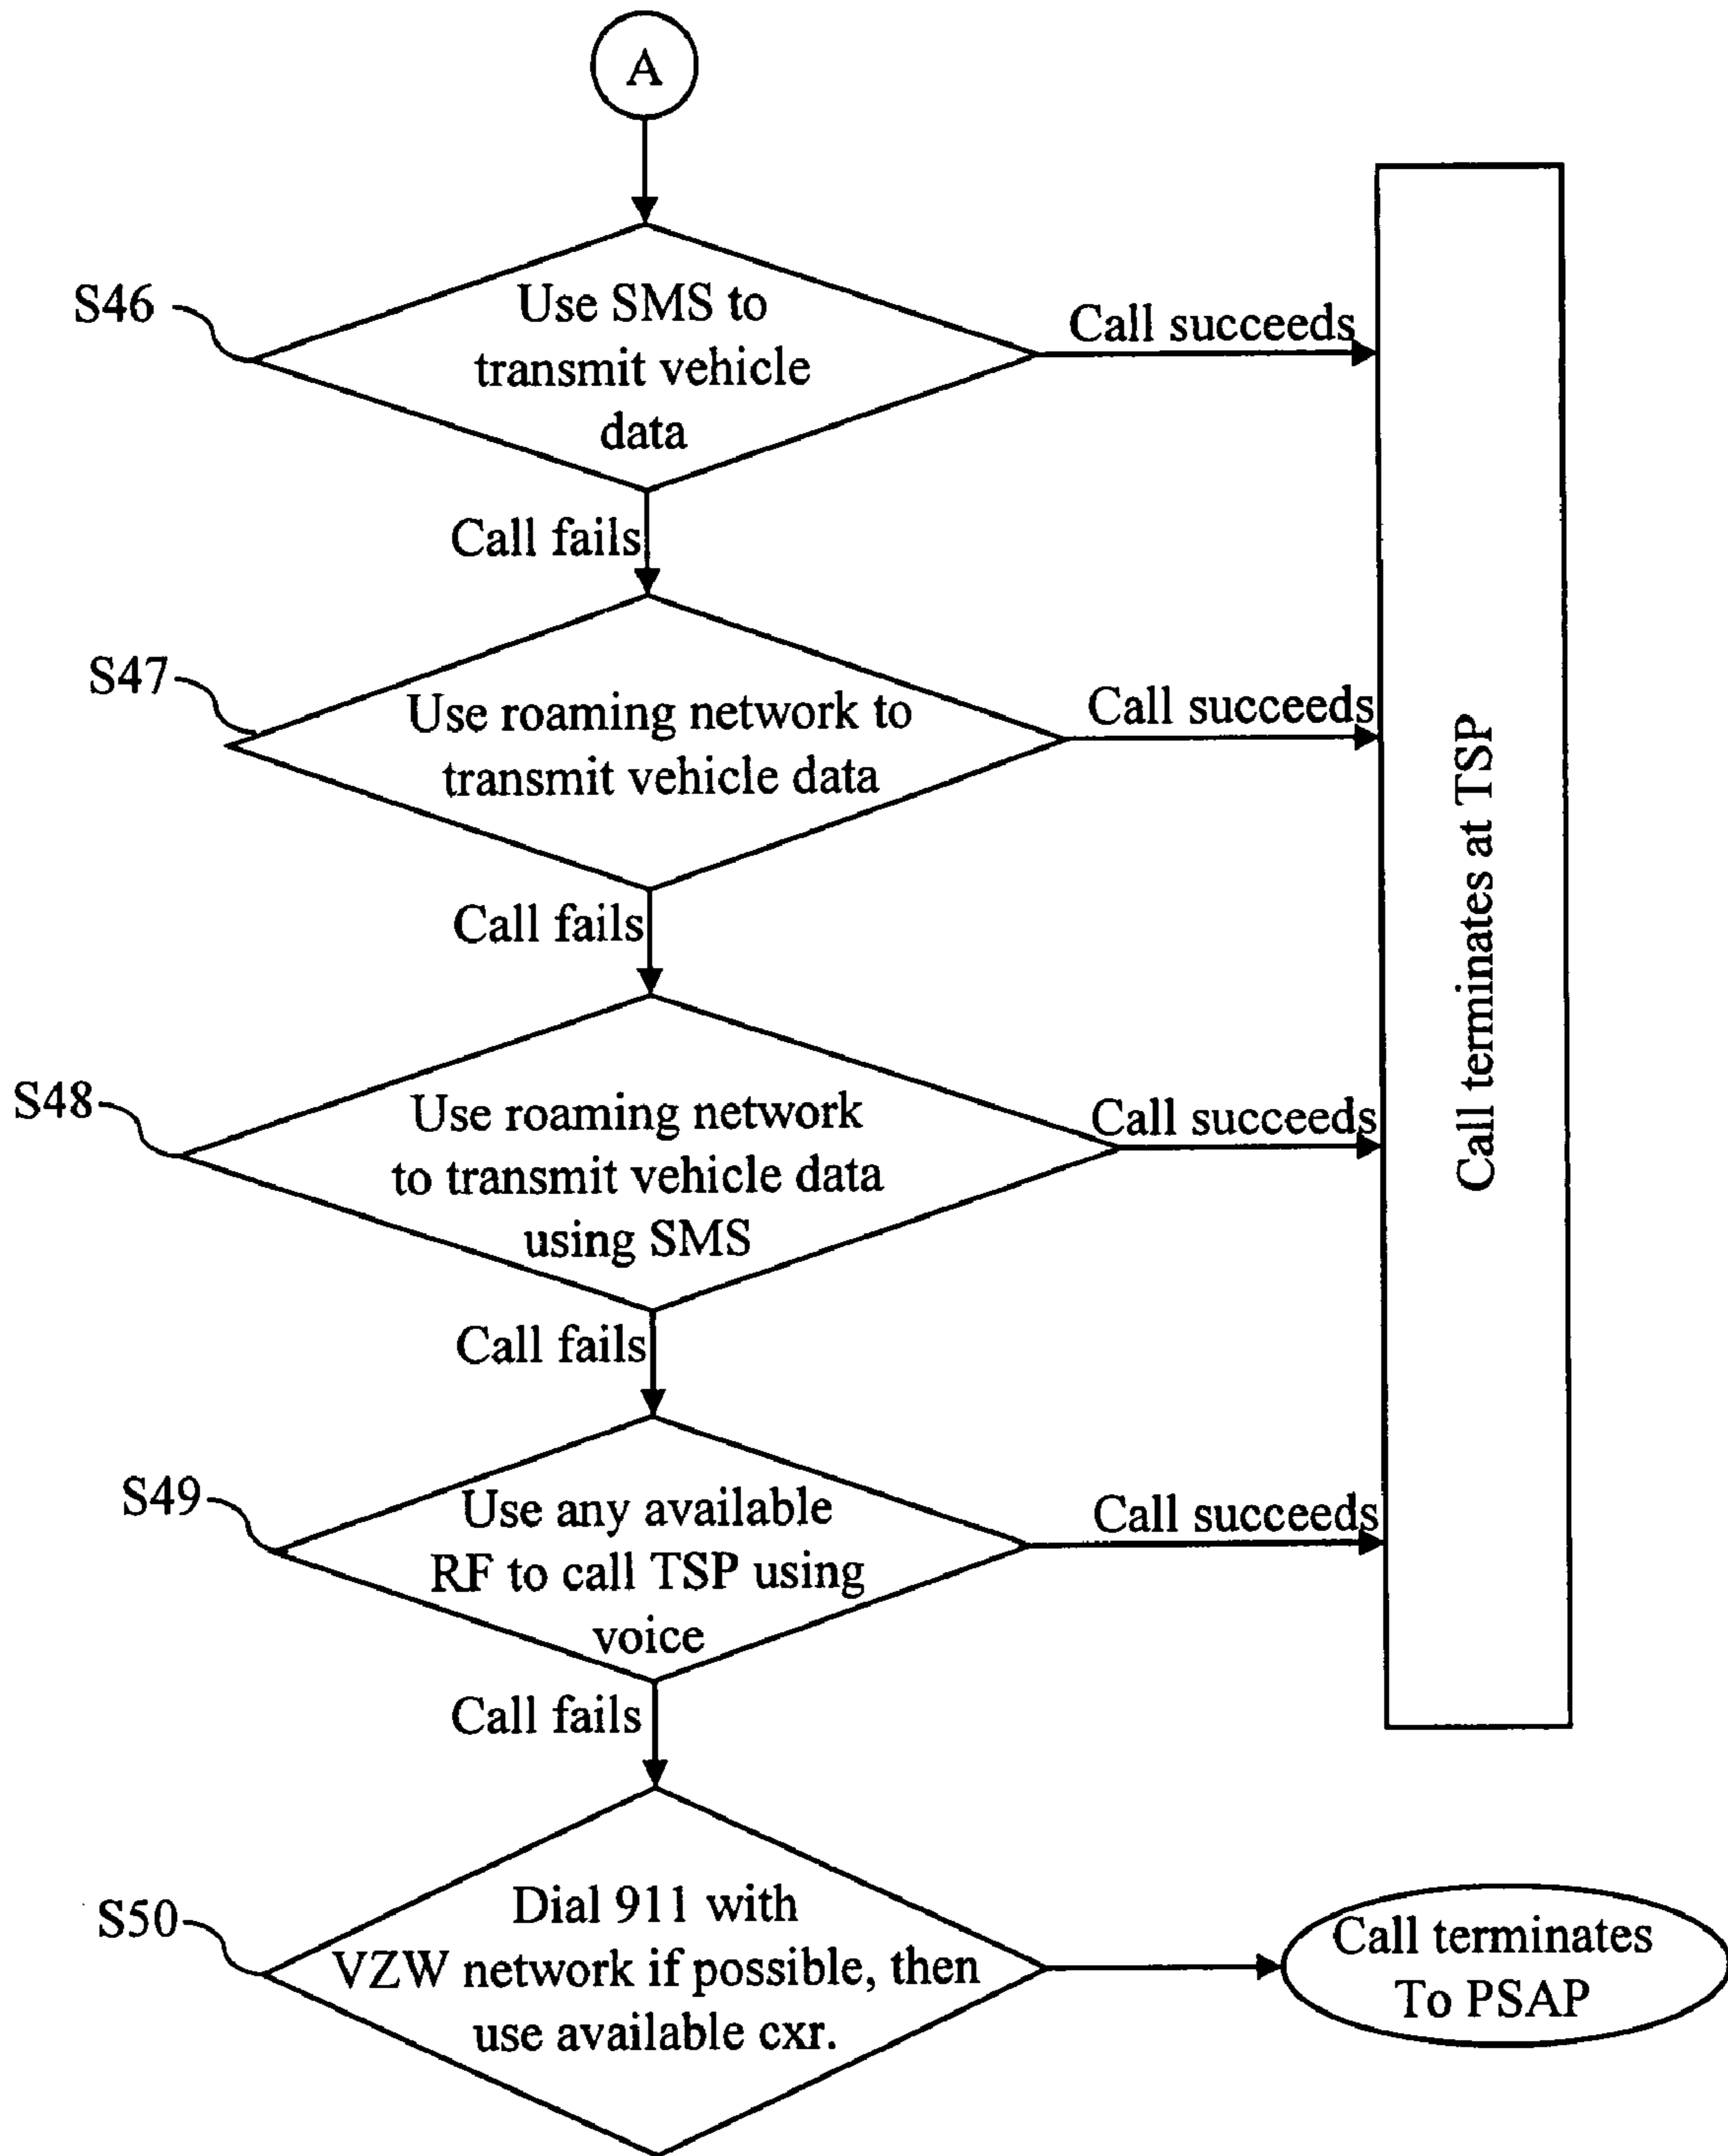 A
S46
Use SMS to
transmit vehicle
data
Call succeeds
Call fails
S47
Use roaming network to
transmit vehicle data
Call succeeds
Call fails
S48
Use roaming network
to transmit vehicle data
using SMS
Call succeeds
Call fails
S49
Use any available
RF to call TSP using
voice
Call succeeds
Call fails
Call terminates at TSP
S50
Dial 911 with
VZW network if possible, then
use available cxr.
Call terminates
To PSAP